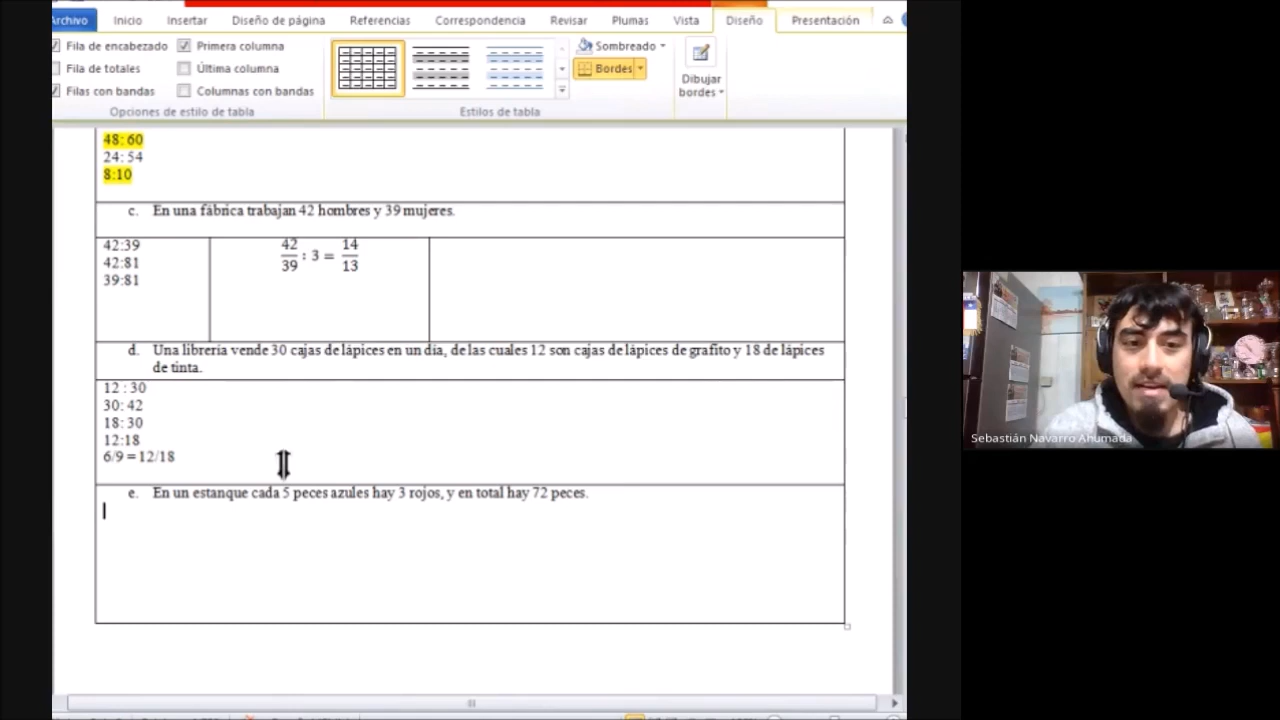 Archivo Inicio Insertar Diseño de página Referencias Correspondencia Revisar Plumas Vista Diseño Presentación
Fila de encabezado Primera columna
Fila de totales Última columna
Filas con bandas Columnas con bandas
Opciones de estilo de tabla
Sombreado
Bordes
Estilos de tabla
Dibujar
bordes
48: 60
24: 54
8:10
c. En una fábrica trabajan 42 hombres y 39 mujeres.
42:39
42:81
39:81
42/39 : 3 = 14/13
d. Una librería vende 30 cajas de lápices en un día, de las cuales 12 son cajas de lápices de grafito y 18 de lápices
de tinta.
12 : 30
30: 42
18: 30
12:18
6/9 = 12/18
e. En un estanque cada 5 peces azules hay 3 rojos, y en total hay 72 peces.
Sebastián Navarro Ahumada